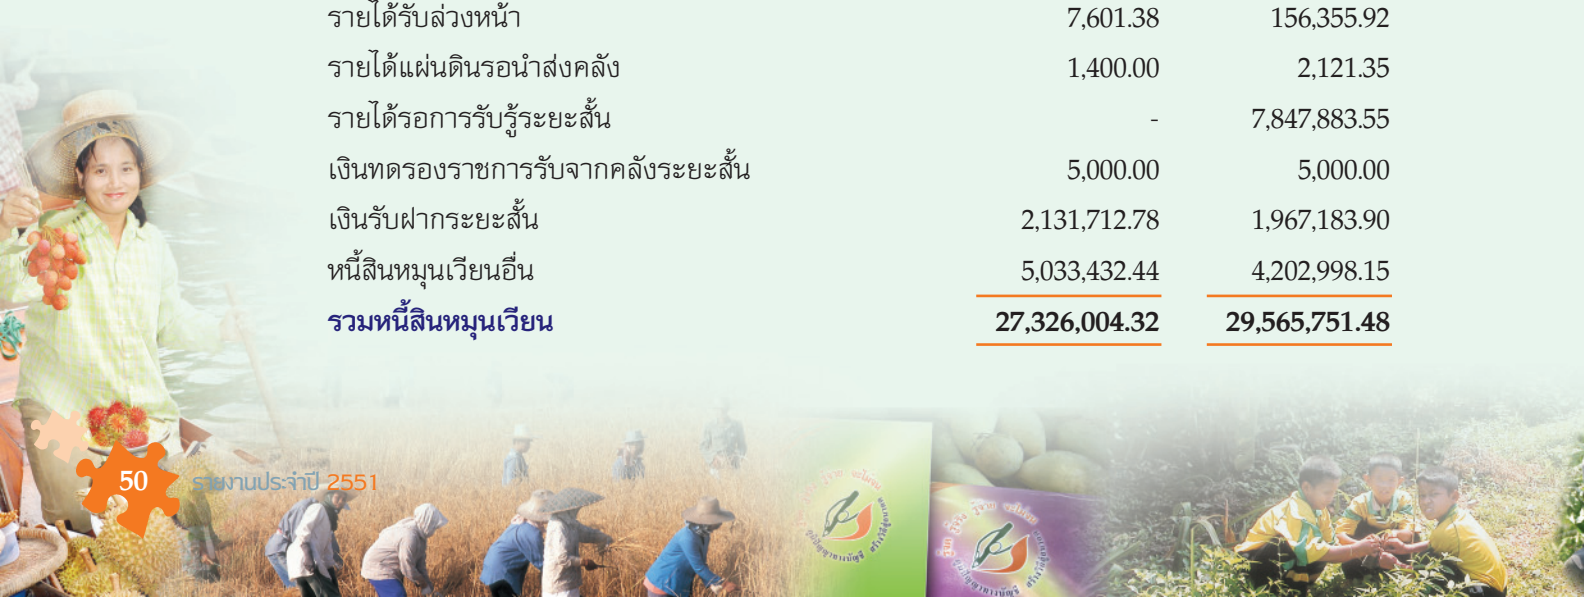 รายได้รับล่วงหน้า 7,601.38 156,355.92
รายได้แผ่นดินรอนำส่งคลัง 1,400.00 2,121.35
รายได้รอการรับรู้ระยะสั้น - 7,847,883.55
เงินทดรองราชการรับจากคลังระยะสั้น 5,000.00 5,000.00
เงินรับฝากระยะสั้น 2,131,712.78 1,967,183.90
หนี้สินหมุนเวียนอื่น 5,033,432.44 4,202,998.15
รวมหนี้สินหมุนเวียน 27,326,004.32 29,565,751.48
50 รายงานประจำปี 2551